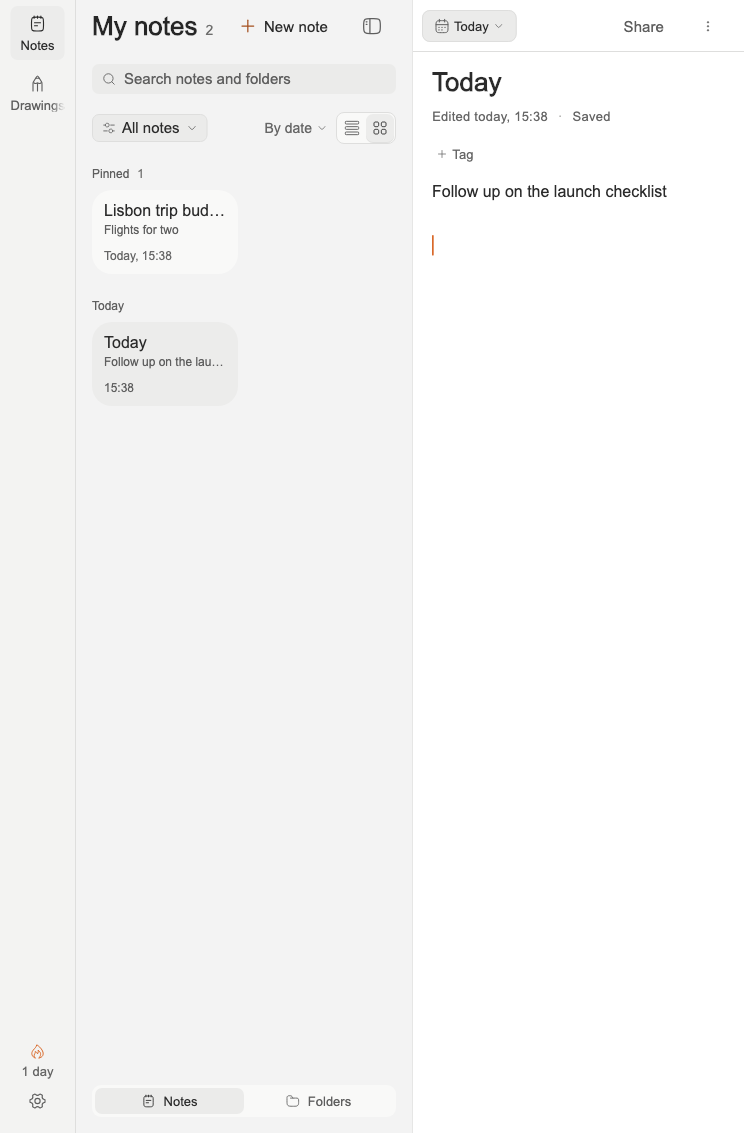 Notes
Drawings
My notes 2
New note
Search notes and folders
All notes
By date
Pinned 1
Lisbon trip bud…
Flights for two
Today, 15:38
Today
Today
Follow up on the lau…
15:38
1 day
Notes
Folders
Today
Share
Today
Edited today, 15:38 · Saved
+ Tag
Follow up on the launch checklist